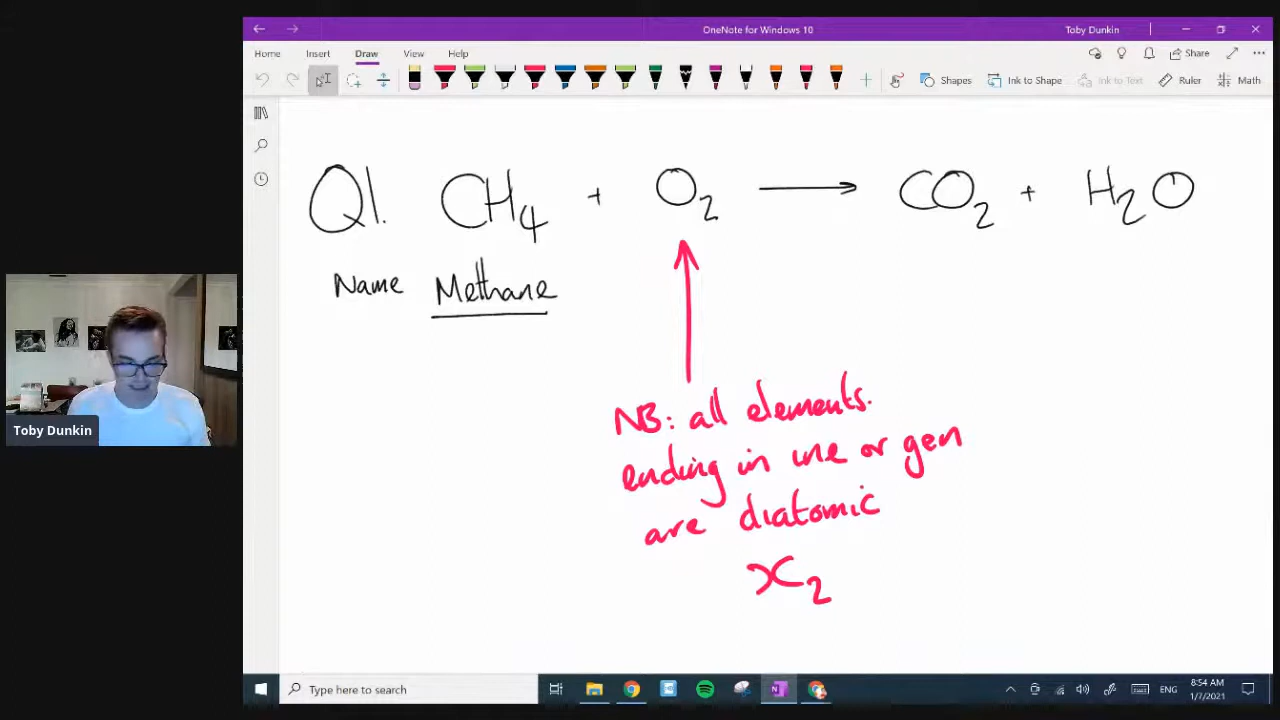 OneNote for Windows 10
Toby Dunkin
Home Insert Draw View Help
Share
Shapes Ink to Shape Ink to Text Ruler Math
Q1. CH4 + O2 → CO2 + H2O
Name Methane
NB: all elements.
ending in ine or gen
are diatomic
x2
Toby Dunkin
Type here to search
ENG
8:54 AM
1/7/2021